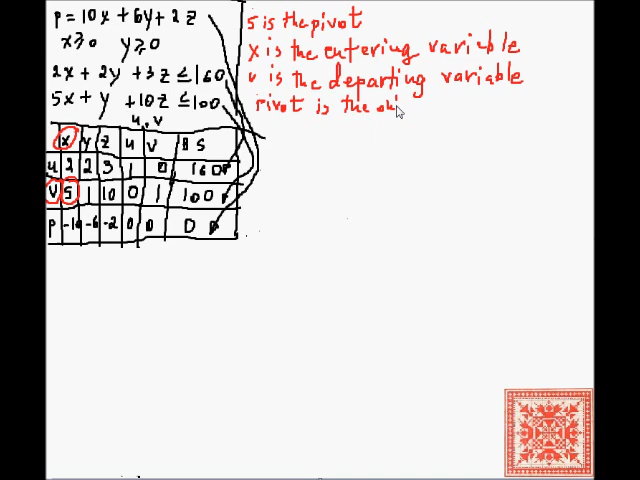 P = 10x + 6y + 2z
x ≥ 0 y ≥ 0
2x + 2y + 3z ≤ 160
5x + y + 10z ≤ 100
u, v
x y z u v BS
u 2 2 3 1 0 160
v 5 1 10 0 1 100
P -10 -6 -2 0 0 0
5 is the pivot
x is the entering variable
v is the departing variable
Pivot is the